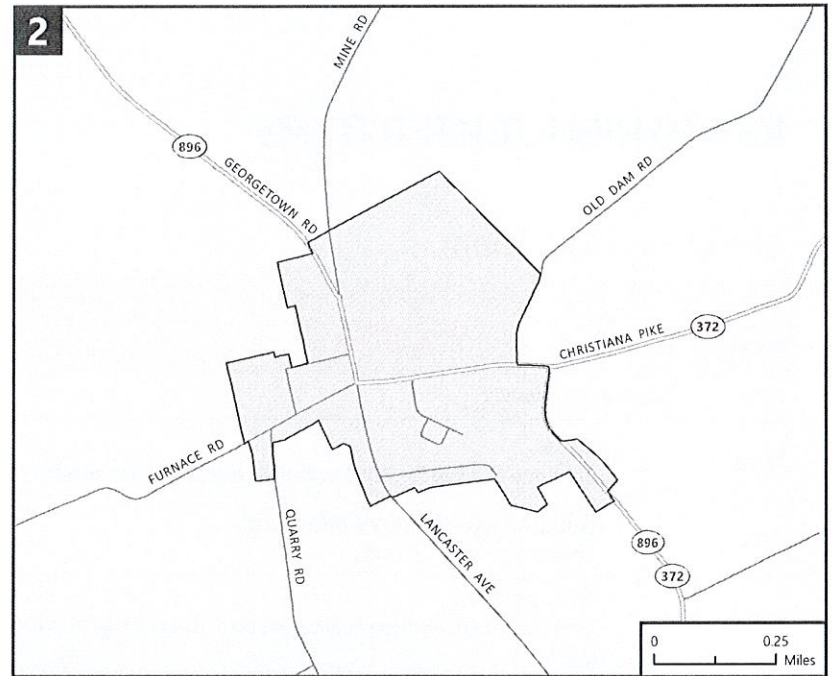 2
MINE RD
896
GEORGETOWN RD
OLD DAM RD
372
CHRISTIANA PIKE
FURNACE RD
QUARRY RD
LANCASTER AVE
896
372
0 0.25
Miles